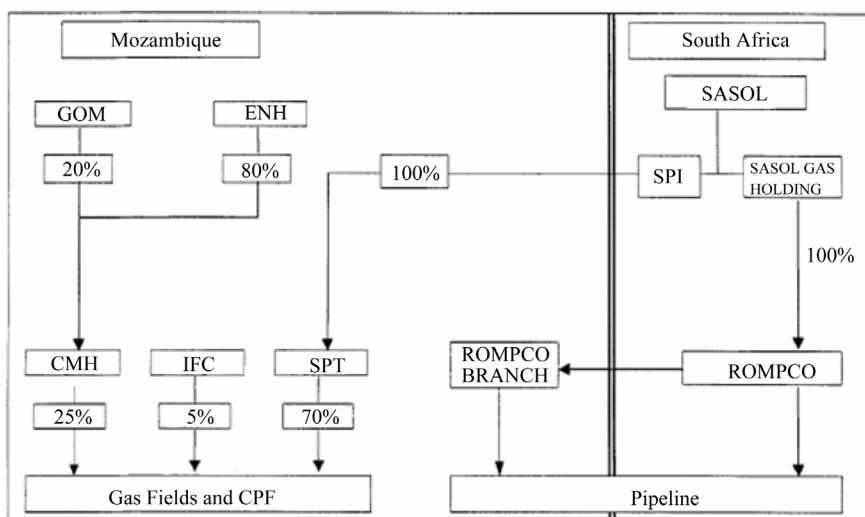 Mozambique
South Africa
SASOL
GOM
ENH
20%
80%
100%
SPI
SASOL GAS
HOLDING
100%
CMH
IFC
SPT
ROMPCO
BRANCH
ROMPCO
25%
5%
70%
Gas Fields and CPF
Pipeline